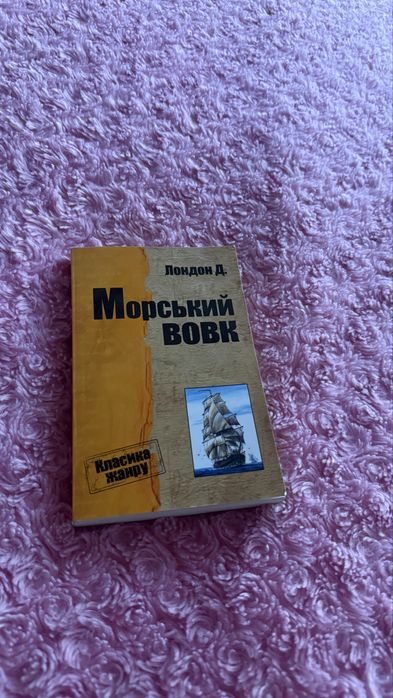 Лондон Д.
Морський
вовк
Класика
жанру